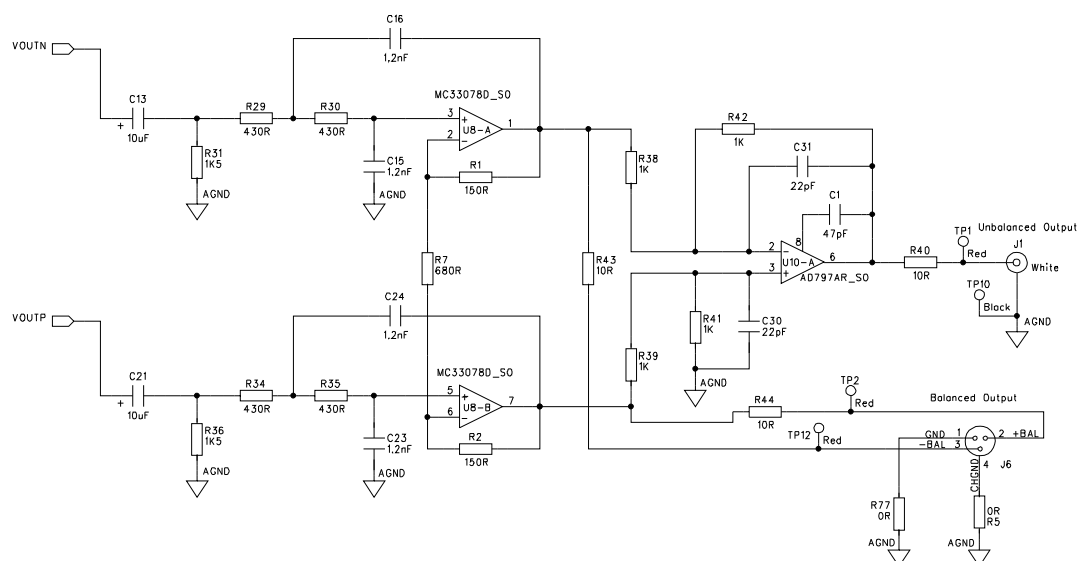 C16
1,2nF
VOUTN
C13
+
10uF
R29
430R
R30
430R
MC33078D_SO
3
+
2
−
1
U8-A
R31
1K5
AGND
C15
1,2nF
AGND
R1
150R
R42
1K
C31
22pF
R38
1K
C1
47pF
8
2
−
3
+
6
U10-A
AD797AR_SO
R40
10R
TP1
Red
Unbalanced Output
J1
White
TP10
Black
AGND
R7
680R
R43
10R
R41
1K
C30
22pF
AGND
R39
1K
C24
1,2nF
VOUTP
C21
+
10uF
R34
430R
R35
430R
MC33078D_SO
5
+
6
−
7
U8-B
R36
1K5
AGND
C23
1,2nF
AGND
R2
150R
R44
10R
TP2
Red
TP12
Red
Balanced Output
GND
1
2
+BAL
-BAL
3
4
J6
CHGND
R77
0R
AGND
0R
R5
AGND